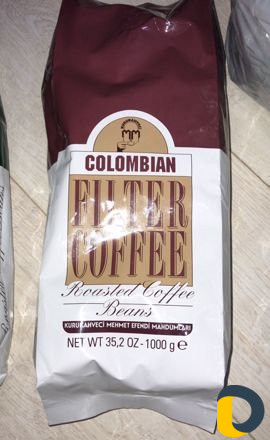 COLOMBIAN
FILTER
COFFEE
Roasted Coffee
Beans
KURUKAHVECİ MEHMET EFENDİ MAHDUMLARI
NET WT 35,2 OZ - 1000 g e